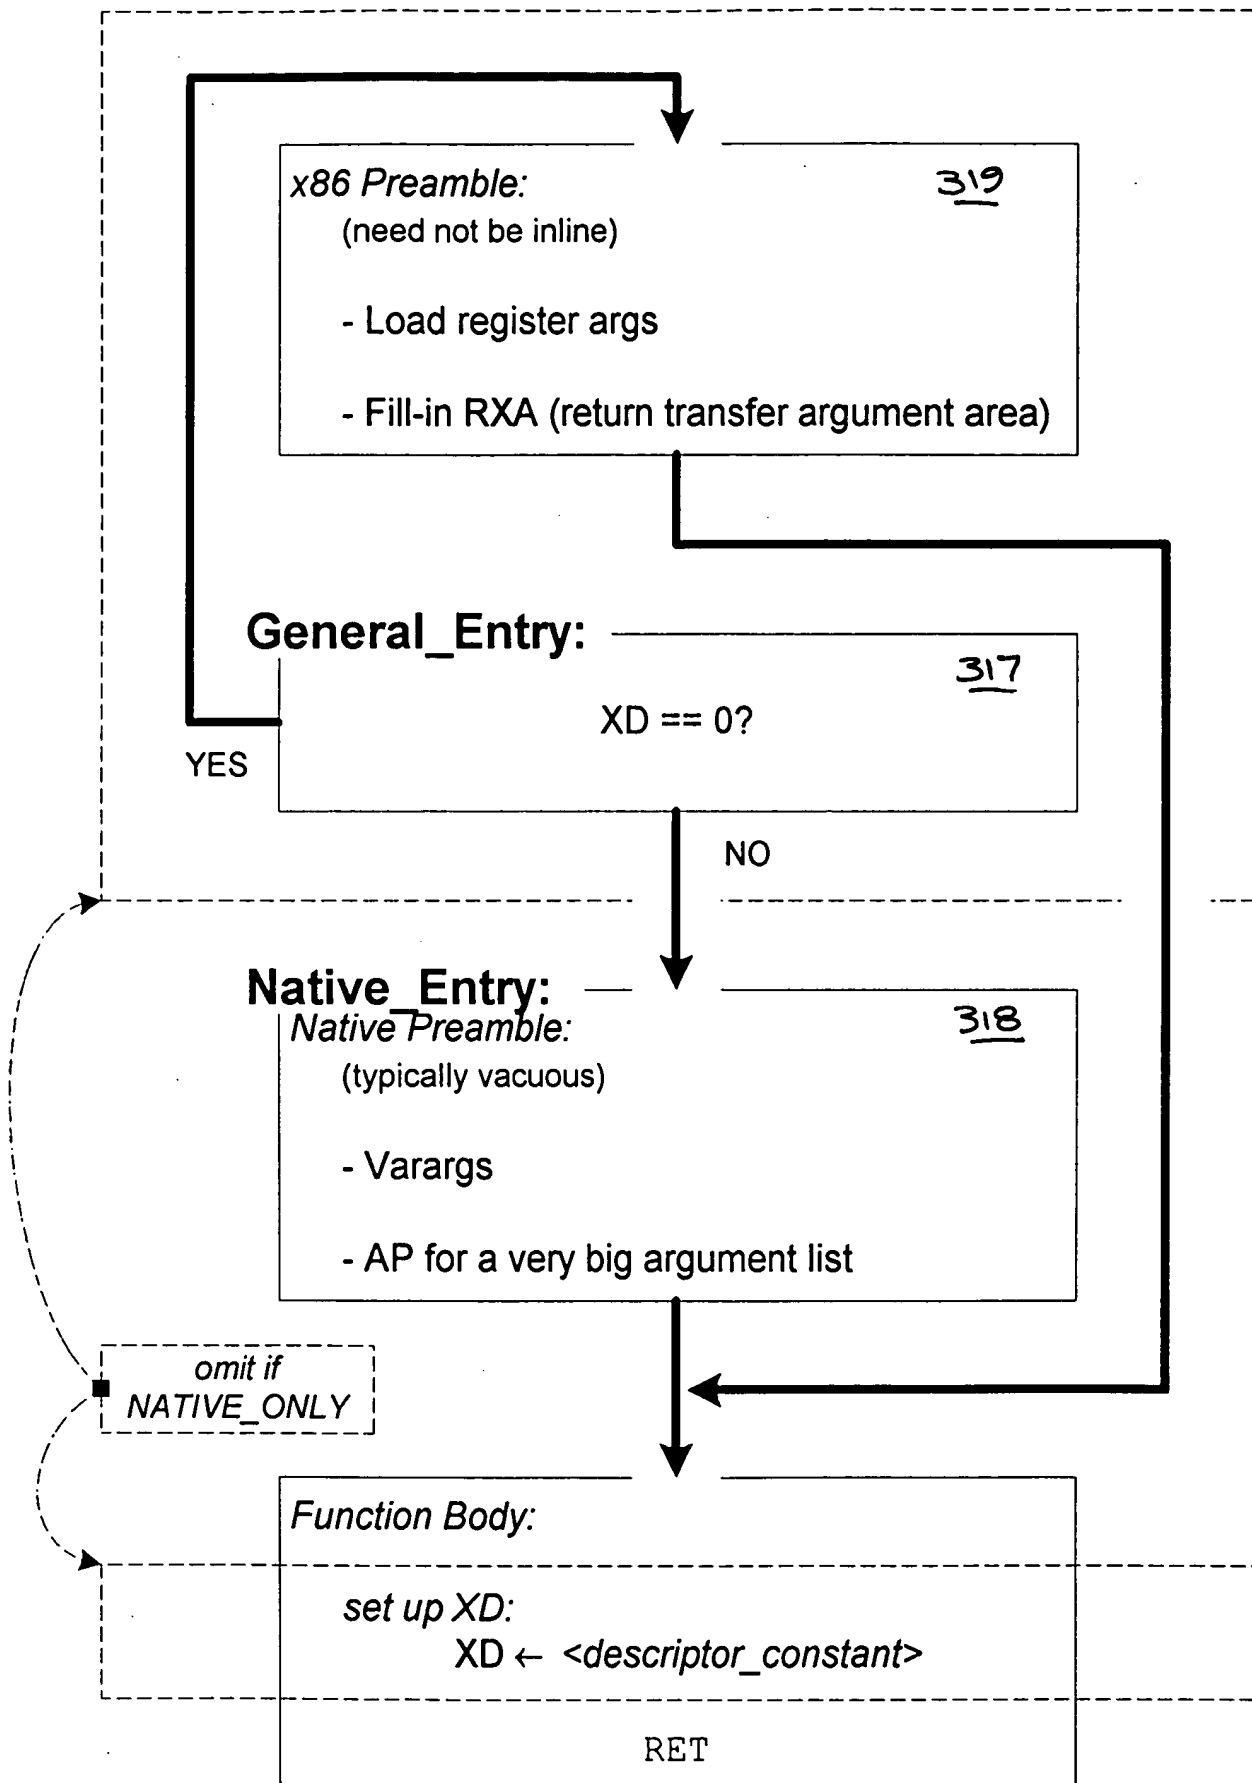 x86 Preamble: 319
(need not be inline)
- Load register args
- Fill-in RXA (return transfer argument area)
General_Entry:
317
XD == 0?
YES
NO
Native_Entry:
Native Preamble: 318
(typically vacuous)
- Varargs
- AP for a very big argument list
omit if
NATIVE_ONLY
Function Body:
set up XD:
XD ← <descriptor_constant>
RET